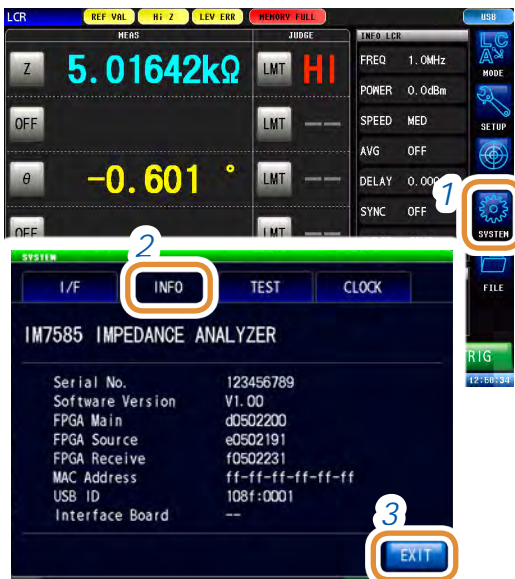 LCR REF VAL Hi Z LEV ERR MEMORY FULL USB
MEAS JUDGE INFO LCR
Z 5.01642kΩ LMT HI FREQ 1.0MHz
POWER 0.0dBm
OFF LMT -- SPEED MED
AVG OFF
θ -0.601 ° LMT -- DELAY 0.000
SYNC OFF
OFF LMT
LC
MODE
SETUP
1
SYSTEM
FILE
TRIG
12:50:34
SYSTEM
2
I/F INFO TEST CLOCK
IM7585 IMPEDANCE ANALYZER
Serial No. 123456789
Software Version V1.00
FPGA Main d0502200
FPGA Source e0502191
FPGA Receive f0502231
MAC Address ff-ff-ff-ff-ff-ff
USB ID 108f:0001
Interface Board --
3
EXIT